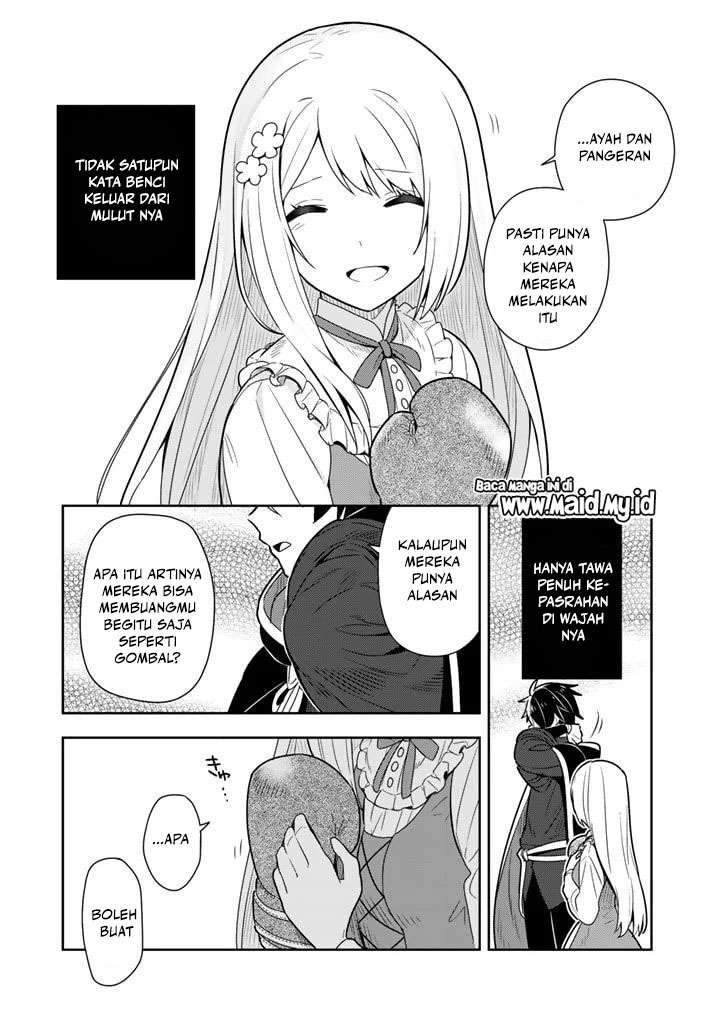 ...AYAH DAN
PANGERAN
PASTI PUNYA
ALASAN
KENAPA
MEREKA
MELAKUKAN
ITU
TIDAK SATUPUN
KATA BENCI
KELUAR DARI
MULUT NYA
Baca Manga ini di
www.Maid.My.id
HANYA TAWA
PENUH KE-
PASRAHAN
DI WAJAH
NYA
KALAUPUN
MEREKA
PUNYA
ALASAN
APA ITU ARTINYA
MEREKA BISA
MEMBUANGMU
BEGITU SAJA
SEPERTI
GOMBAL?
きゅ...
...APA
BOLEH
BUAT